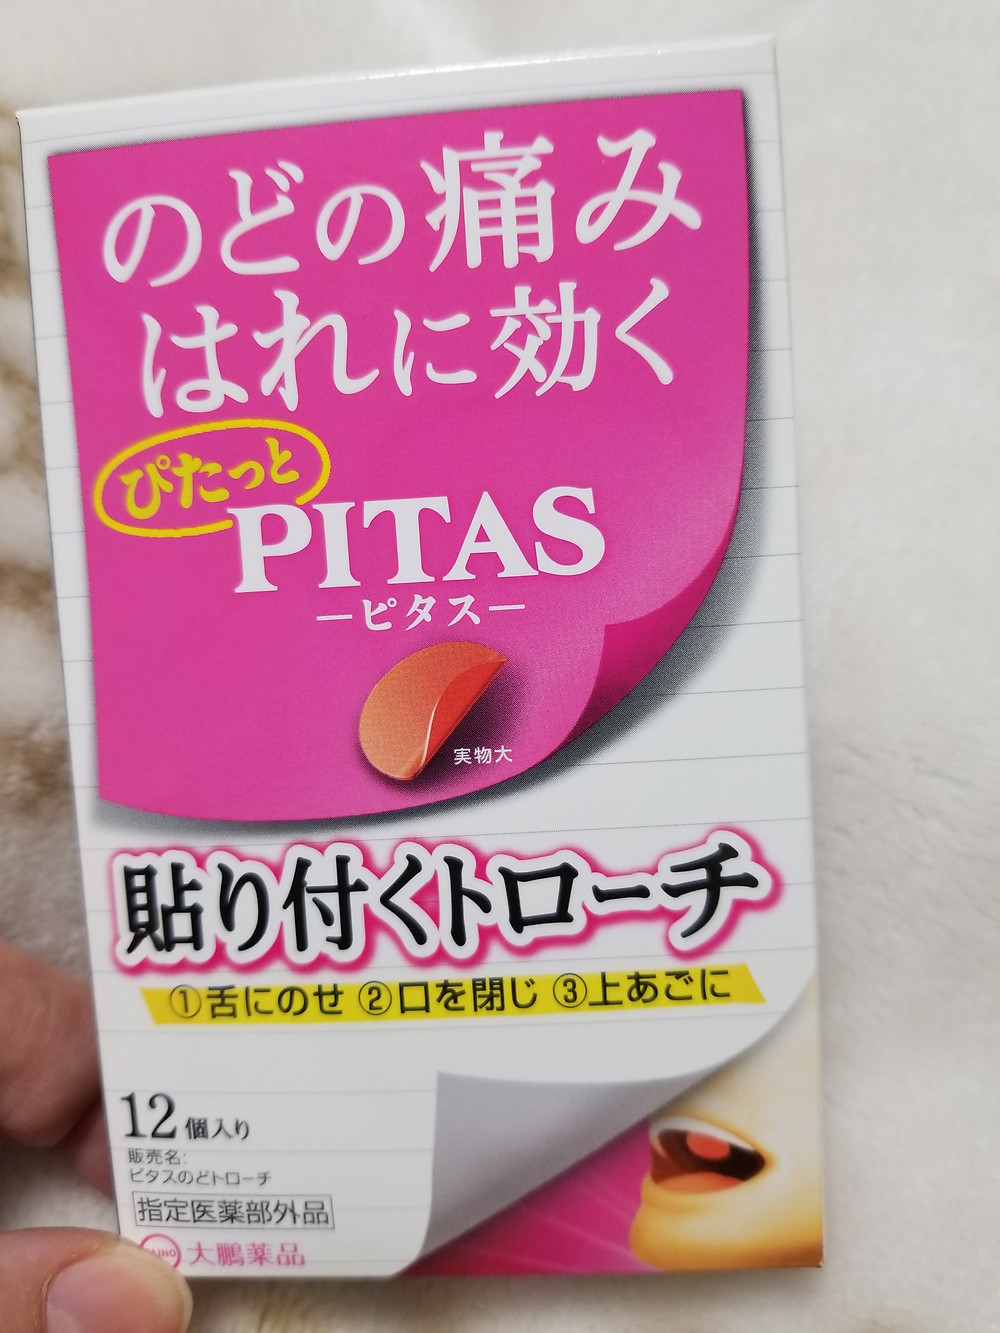 のどの痛み
はれに効く
ぴたっと
PITAS
ーピタスー
実物大
貼り付くトローチ
①舌にのせ ②口を閉じ ③上あごに
12個入り
販売名:
ピタスのどトローチ
指定医薬部外品
大鵬薬品